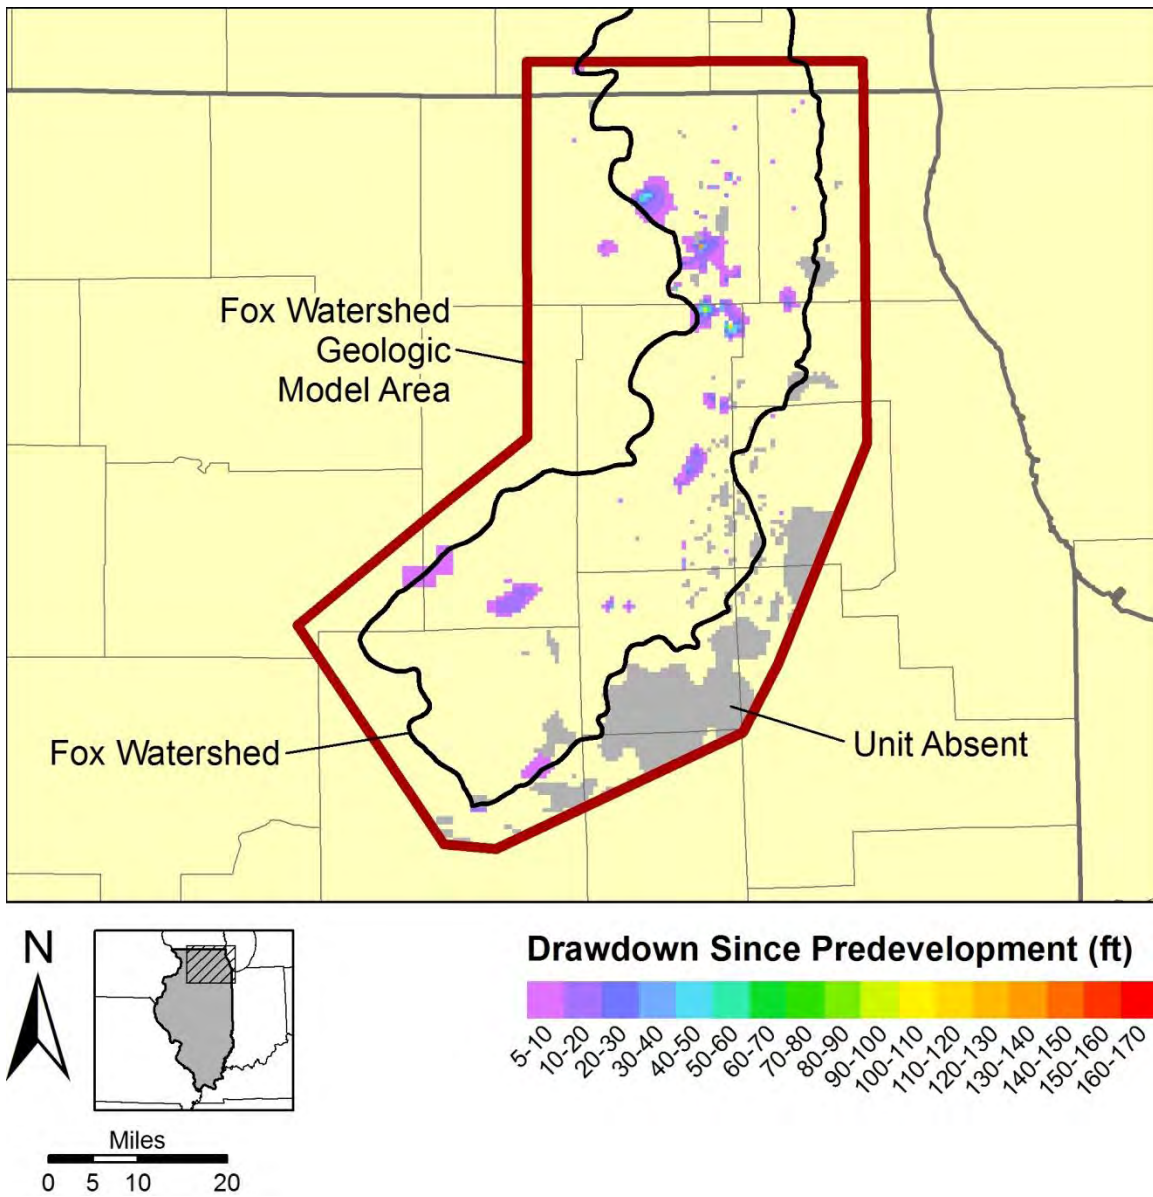 Fox Watershed
Geologic
Model Area
Fox Watershed
Unit Absent
N
Drawdown Since Predevelopment (ft)
5-10
10-20
20-30
30-40
40-50
50-60
60-70
70-80
80-90
90-100
100-110
110-120
120-130
130-140
140-150
150-160
160-170
Miles
0 5 10 20